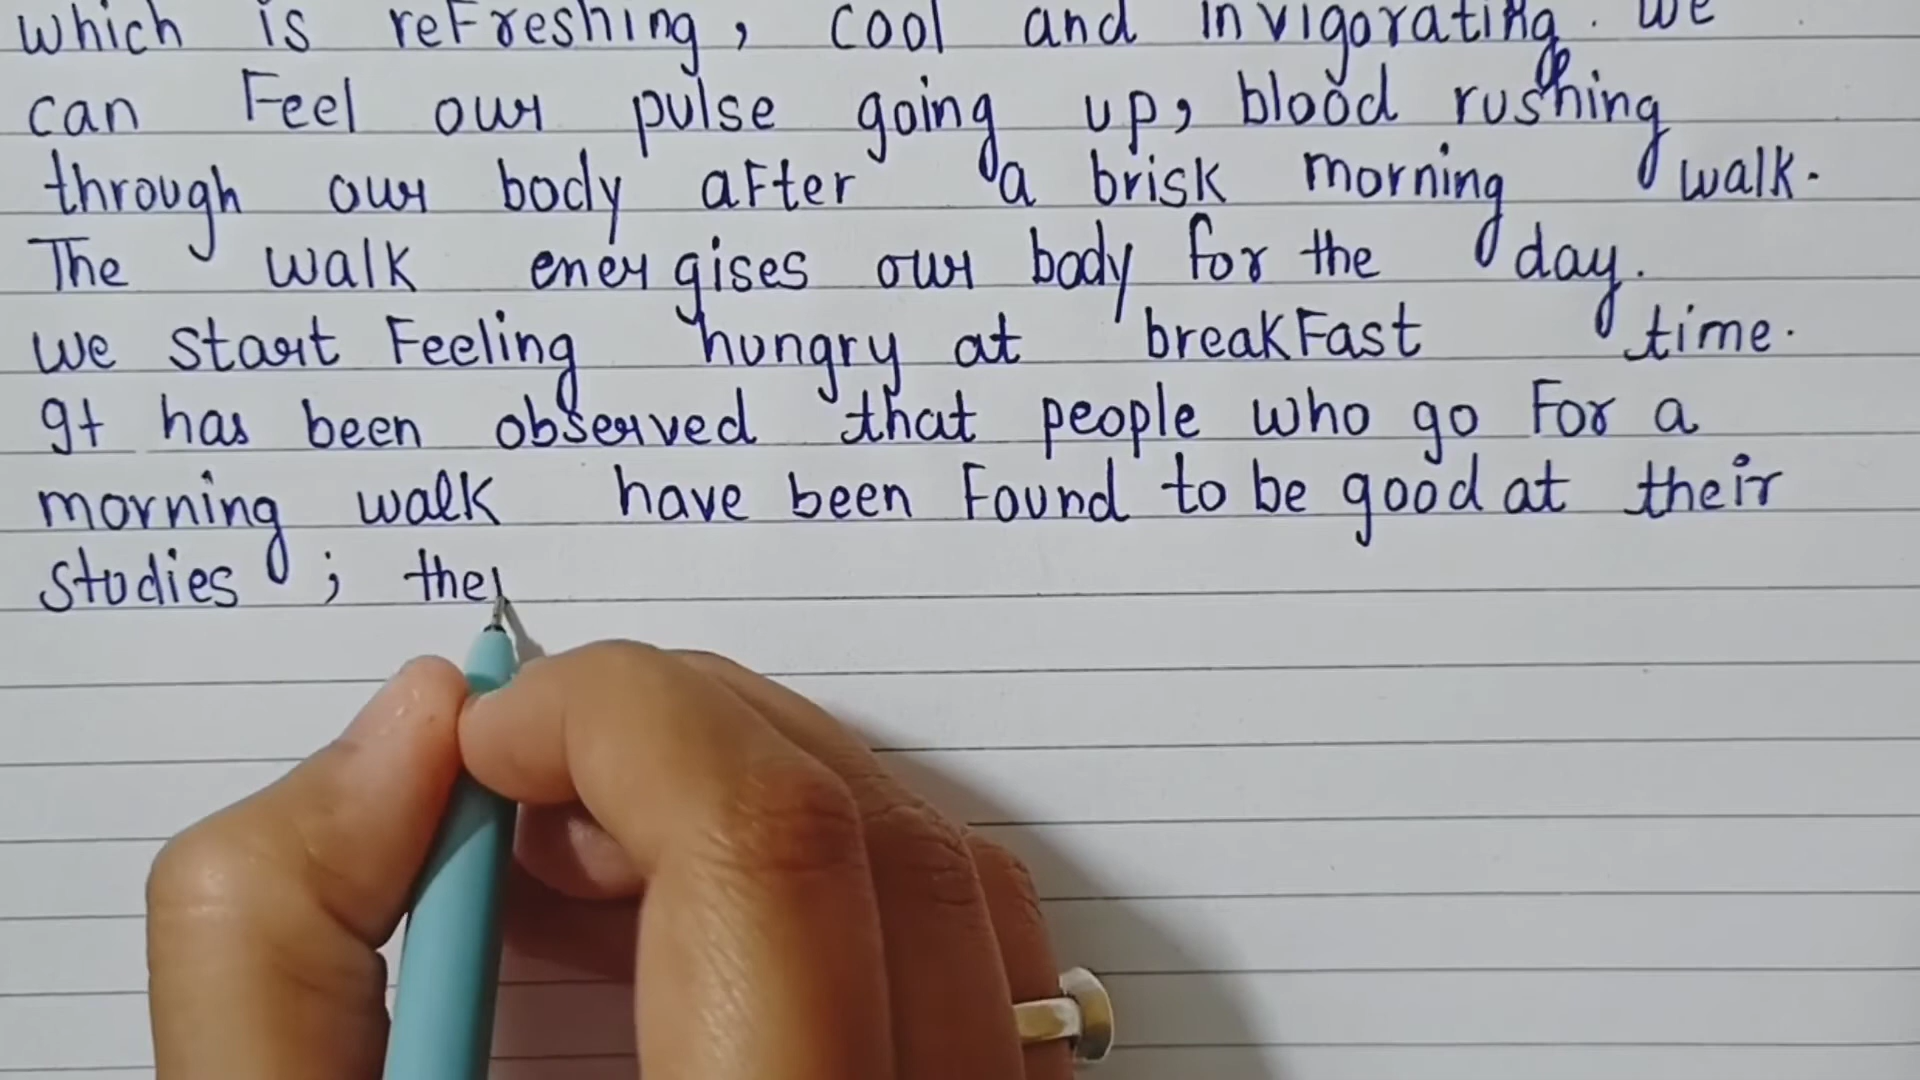 which is refreshing, cool and invigorating. we
can Feel our pulse going up, blood rushing
through our body after a brisk morning walk.
The walk energises our body for the day.
we start Feeling hungry at breakfast time.
It has been observed that people who go For a
morning walk have been Found to be good at their
studies ; the